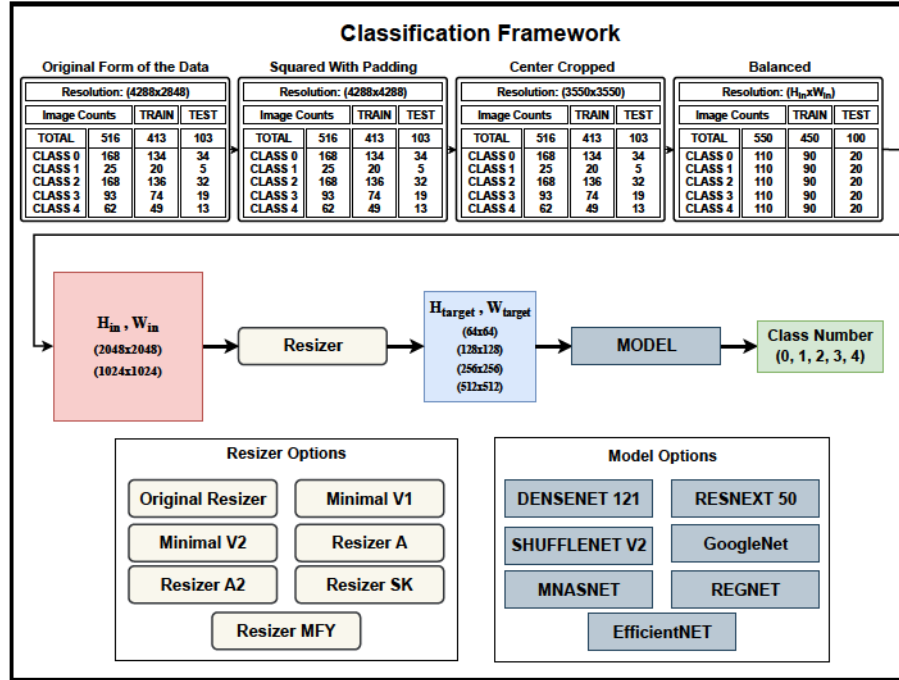 Classification Framework
Original Form of the Data
Resolution: (4288x2848)
Image Counts TRAIN TEST
TOTAL 516 413 103
CLASS 0 168 134 34
CLASS 1 25 20 5
CLASS 2 168 136 32
CLASS 3 93 74 19
CLASS 4 62 49 13
Squared With Padding
Resolution: (4288x4288)
Image Counts TRAIN TEST
TOTAL 516 413 103
CLASS 0 168 134 34
CLASS 1 25 20 5
CLASS 2 168 136 32
CLASS 3 93 74 19
CLASS 4 62 49 13
Center Cropped
Resolution: (3550x3550)
Image Counts TRAIN TEST
TOTAL 516 413 103
CLASS 0 168 134 34
CLASS 1 25 20 5
CLASS 2 168 136 32
CLASS 3 93 74 19
CLASS 4 62 49 13
Balanced
Resolution: (HinxWin)
Image Counts TRAIN TEST
TOTAL 550 450 100
CLASS 0 110 90 20
CLASS 1 110 90 20
CLASS 2 110 90 20
CLASS 3 110 90 20
CLASS 4 110 90 20
Hin , Win
(2048x2048)
(1024x1024)
Resizer
Htarget , Wtarget
(64x64)
(128x128)
(256x256)
(512x512)
MODEL
Class Number
(0, 1, 2, 3, 4)
Resizer Options
Original Resizer
Minimal V1
Minimal V2
Resizer A
Resizer A2
Resizer SK
Resizer MFY
Model Options
DENSENET 121
RESNEXT 50
SHUFFLENET V2
GoogleNet
MNASNET
REGNET
EfficientNET